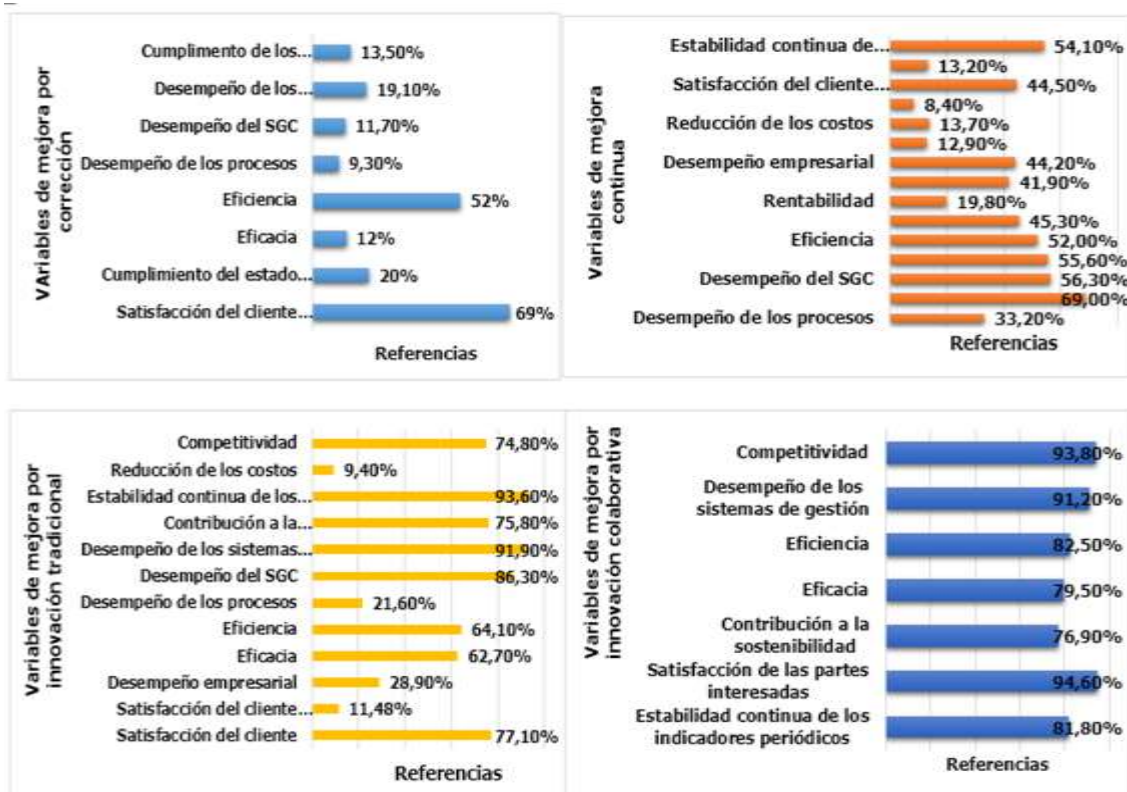 VAriables de mejora por
corrección
Cumplimento de los... 13,50%
Desempeño de los... 19,10%
Desempeño del SGC 11,70%
Desempeño de los procesos 9,30%
Eficiencia 52%
Eficacia 12%
Cumplimiento del estado... 20%
Satisfacción del cliente... 69%
Referencias
Variables de mejora
continua
Estabilidad continua de... 54,10%
13,20%
Satisfacción del cliente... 44,50%
8,40%
Reducción de los costos 13,70%
12,90%
Desempeño empresarial 44,20%
41,90%
Rentabilidad 19,80%
45,30%
Eficiencia 52,00%
55,60%
Desempeño del SGC 56,30%
69,00%
Desempeño de los procesos 33,20%
Referencias
Variables de mejora por
innovación tradicional
Competitividad 74,80%
Reducción de los costos 9,40%
Estabilidad continua de los... 93,60%
Contribución a la... 75,80%
Desempeño de los sistemas... 91,90%
Desempeño del SGC 86,30%
Desempeño de los procesos 21,60%
Eficiencia 64,10%
Eficacia 62,70%
Desempeño empresarial 28,90%
Satisfacción del cliente... 11,48%
Satisfacción del cliente 77,10%
Referencias
Variables de mejora por
innovación colaborativa
Competitividad 93,80%
Desempeño de los
sistemas de gestión 91,20%
Eficiencia 82,50%
Eficacia 79,50%
Contribución a la
sostenibilidad 76,90%
Satisfacción de las partes
interesadas 94,60%
Estabilidad continua de los
indicadores periódicos 81,80%
Referencias